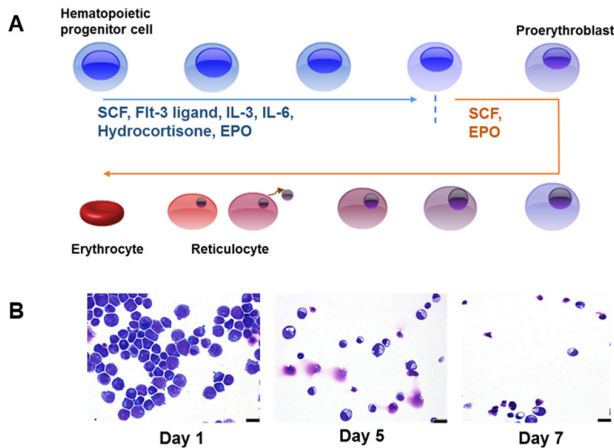 A
Hematopoietic
progenitor cell
Proerythroblast
SCF, Flt-3 ligand, IL-3, IL-6,
Hydrocortisone, EPO
SCF,
EPO
Erythrocyte
Reticulocyte
B
Day 1
Day 5
Day 7